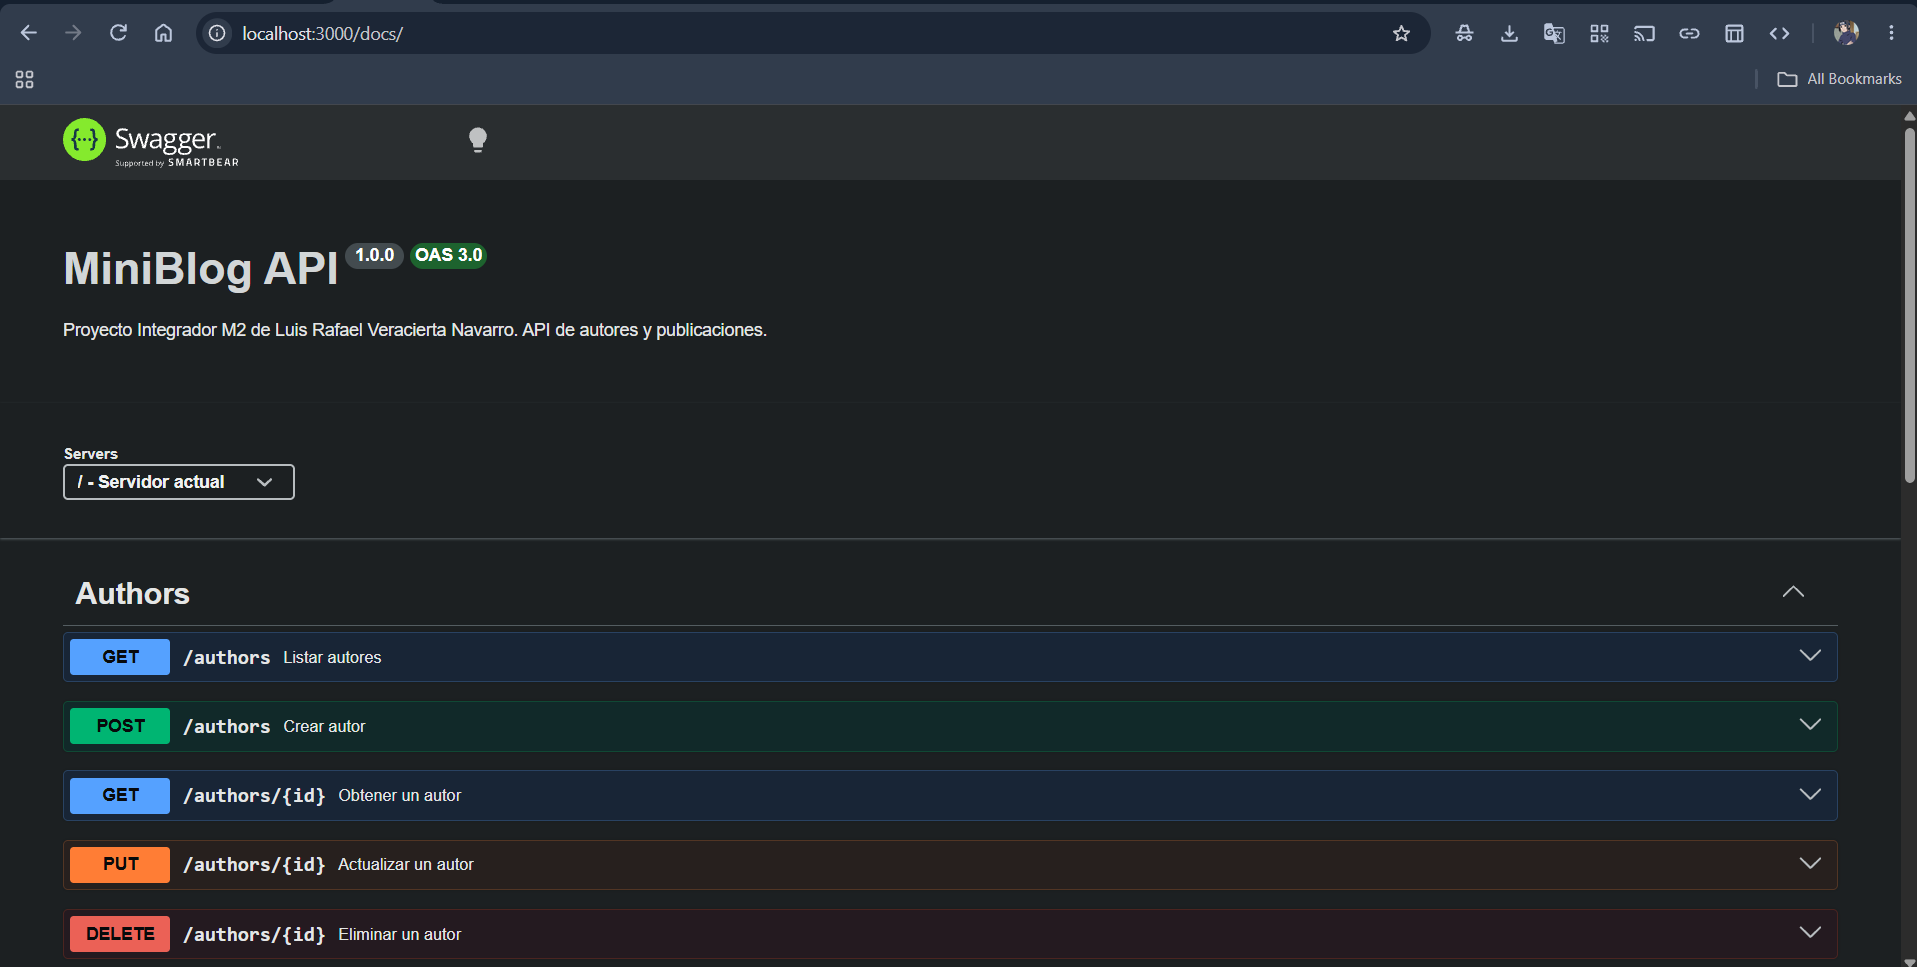 localhost:3000/docs/
All Bookmarks
{···} Swagger
Supported by SMARTBEAR
MiniBlog API 1.0.0 OAS 3.0
Proyecto Integrador M2 de Luis Rafael Veracierta Navarro. API de autores y publicaciones.
Servers
/ - Servidor actual
Authors
GET /authors Listar autores
POST /authors Crear autor
GET /authors/{id} Obtener un autor
PUT /authors/{id} Actualizar un autor
DELETE /authors/{id} Eliminar un autor